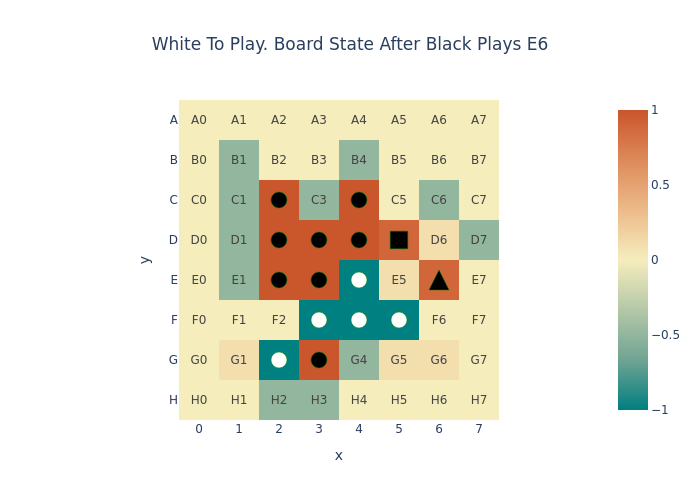 White To Play. Board State After Black Plays E6
A A0 A1 A2 A3 A4 A5 A6 A7 1
B B0 B1 B2 B3 B4 B5 B6 B7
C C0 C1 C3 C5 C6 C7 0.5
D D0 D1 D6 D7
y 0
E E0 E1 E5 E7
F F0 F1 F2 F6 F7 −0.5
G G0 G1 G4 G5 G6 G7
H H0 H1 H2 H3 H4 H5 H6 H7 −1
0 1 2 3 4 5 6 7
x